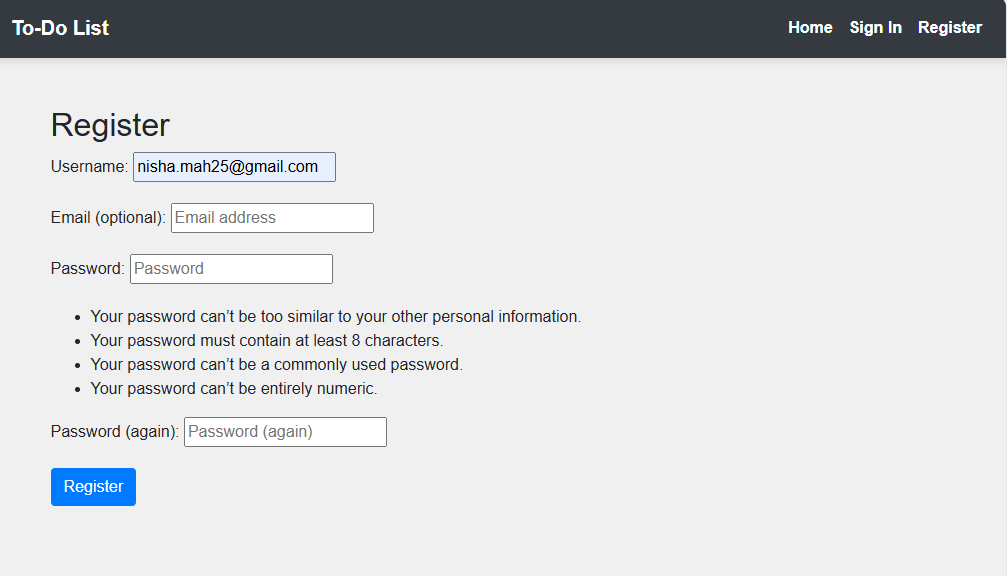 To-Do List Home Sign In Register
Register
Username: nisha.mah25@gmail.com
Email (optional): Email address
Password: Password
Your password can’t be too similar to your other personal information.
Your password must contain at least 8 characters.
Your password can’t be a commonly used password.
Your password can’t be entirely numeric.
Password (again): Password (again)
Register